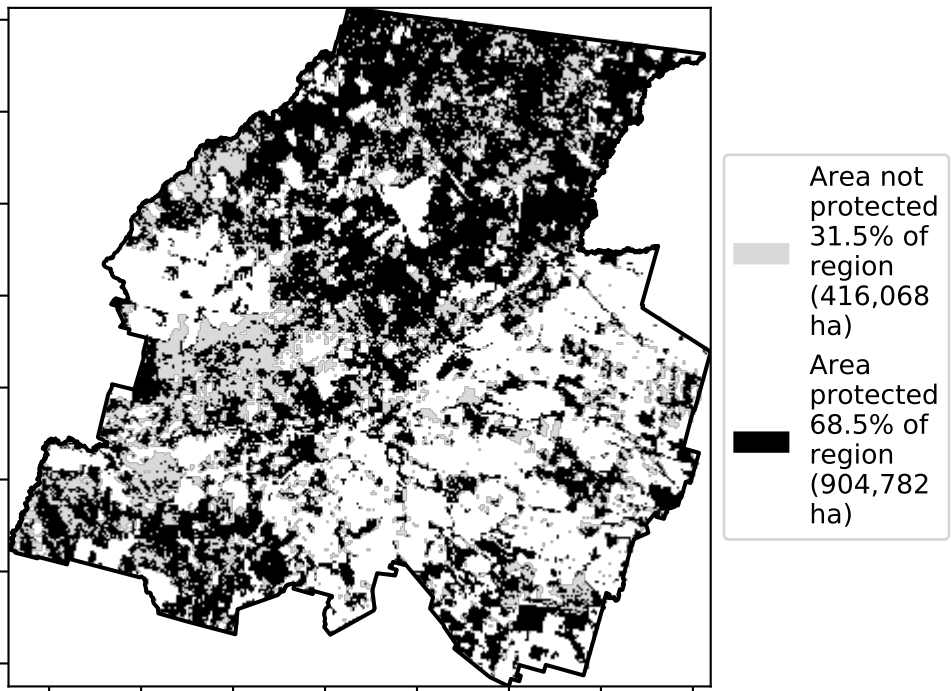 Area not
protected
31.5% of
region
(416,068
ha)
Area
protected
68.5% of
region
(904,782
ha)